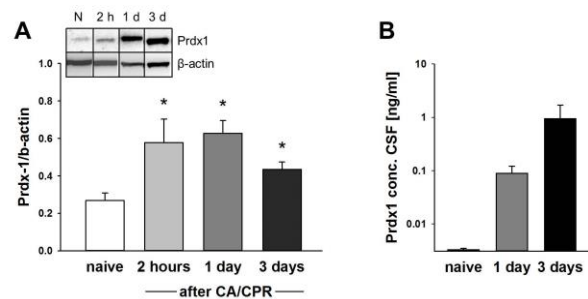 A
N 2 h 1 d 3 d
Prdx1
β-actin
Prdx-1/b-actin
1.0
0.8
0.6
0.4
0.2
0.0
*
*
*
naive 2 hours 1 day 3 days
after CA/CPR
B
Prdx1 conc. CSF [ng/ml]
10
1
0.1
0.004
naive 1 day 3 days